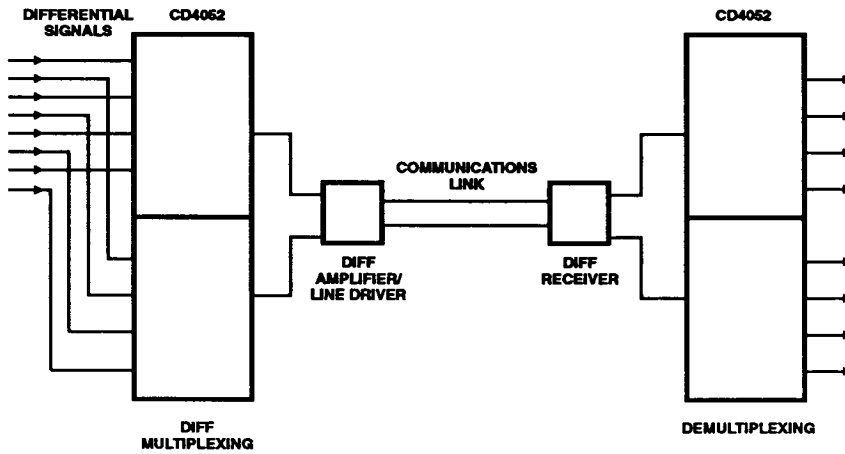 DIFFERENTIAL
SIGNALS
CD4052
CD4052
COMMUNICATIONS
LINK
DIFF
AMPLIFIER/
LINE DRIVER
DIFF
RECEIVER
DIFF
MULTIPLEXING
DEMULTIPLEXING